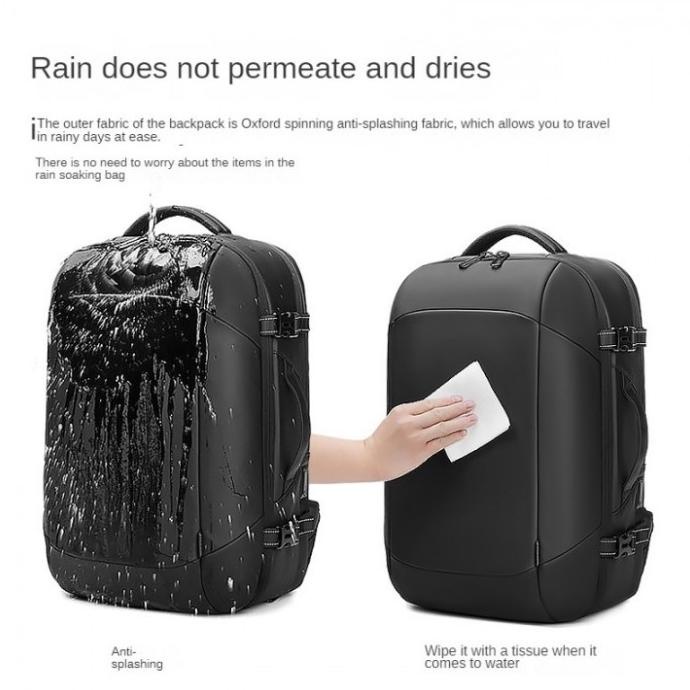 Rain does not permeate and dries
iThe outer fabric of the backpack is Oxford spinning anti-splashing fabric, which allows you to travel
in rainy days at ease.
There is no need to worry about the items in the
rain soaking bag
Anti-
splashing
Wipe it with a tissue when it
comes to water